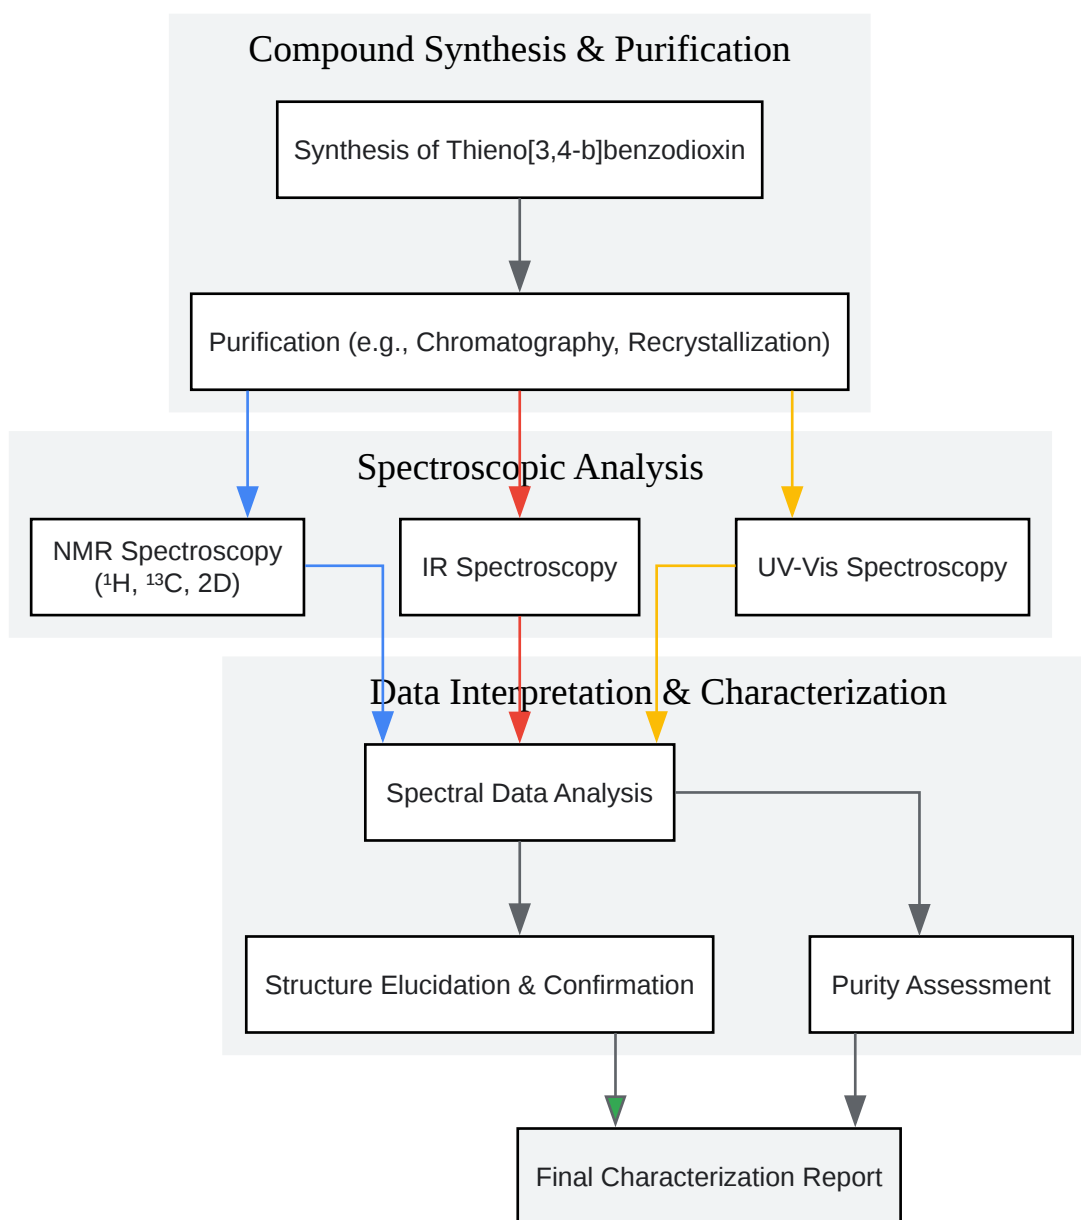 Compound Synthesis & Purification
Synthesis of Thieno[3,4-b]benzodioxin
Purification (e.g., Chromatography, Recrystallization)
Spectroscopic Analysis
NMR Spectroscopy
(¹H, ¹³C, 2D)
IR Spectroscopy
UV-Vis Spectroscopy
Data Interpretation & Characterization
Spectral Data Analysis
Structure Elucidation & Confirmation
Purity Assessment
Final Characterization Report